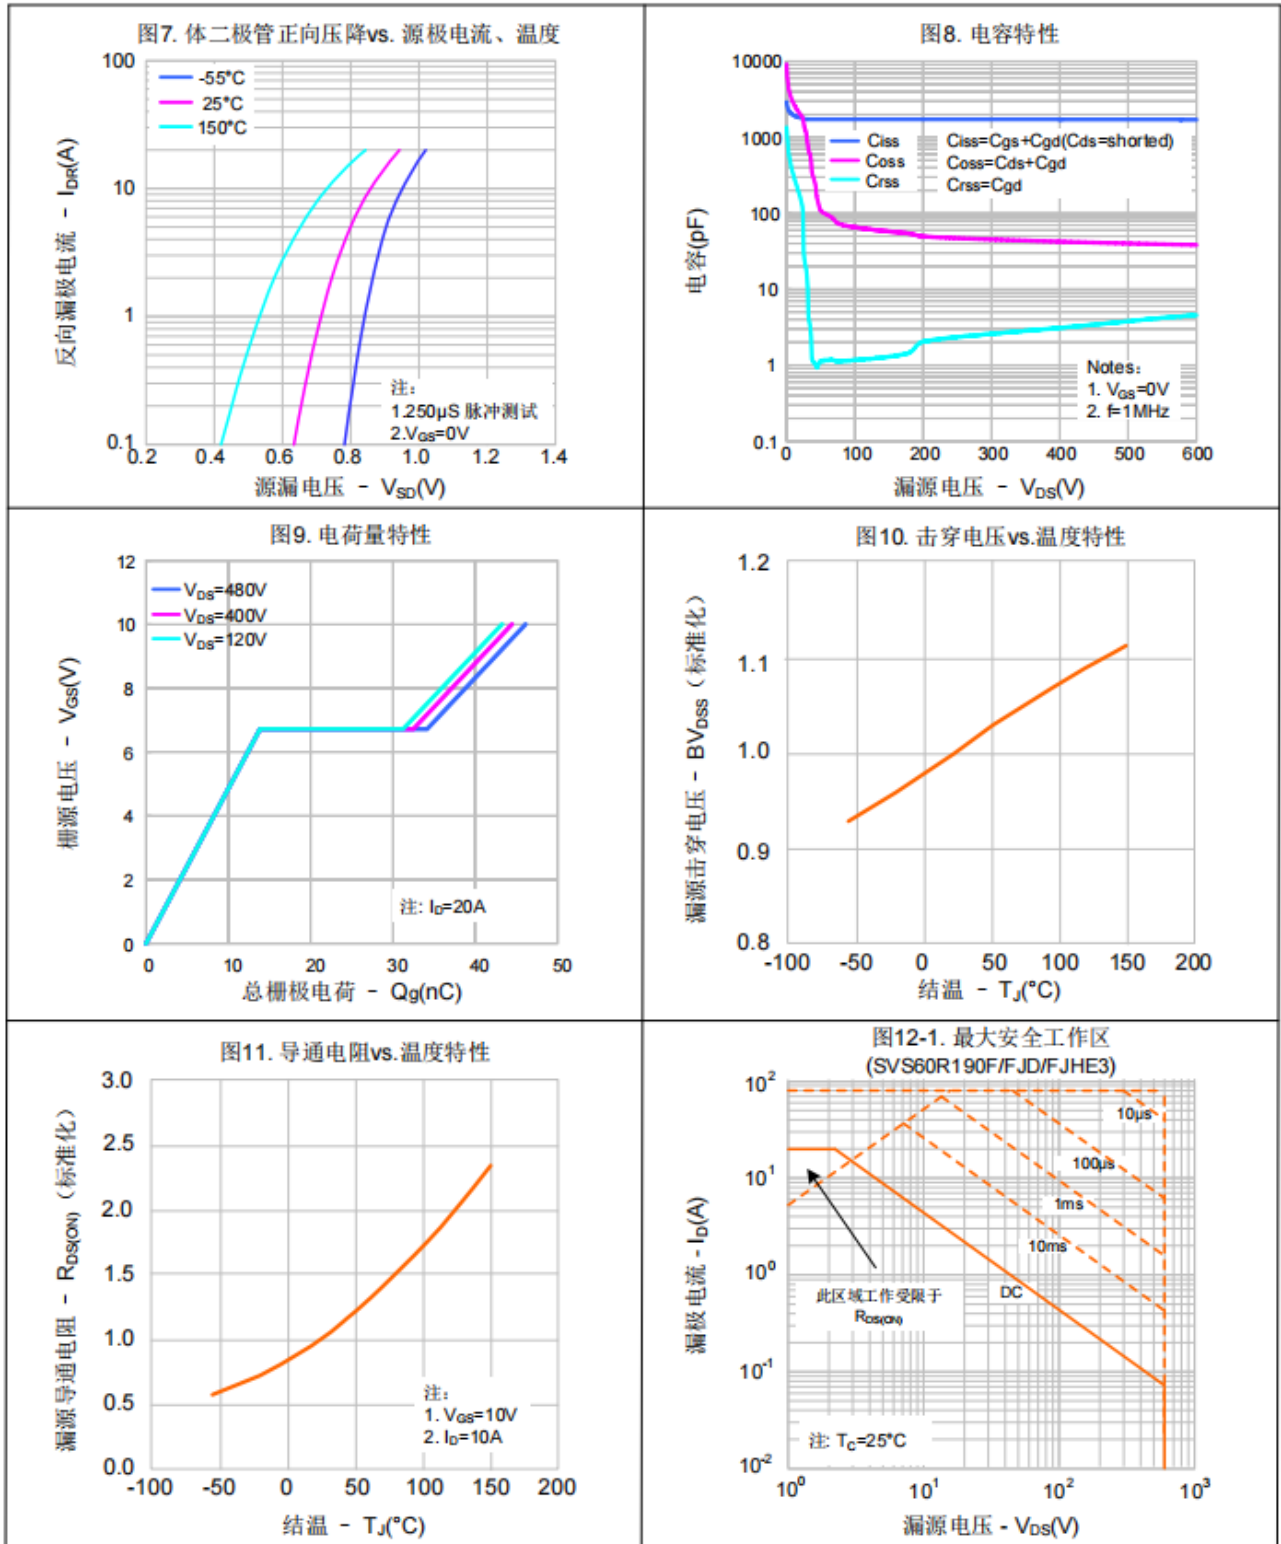 图7. 体二极管正向压降vs. 源极电流、温度
反向漏极电流 - IDR(A)
100
10
1
0.1
-55°C
25°C
150°C
注:
1.250µS 脉冲测试
2.VGS=0V
0.2 0.4 0.6 0.8 1.0 1.2 1.4
源漏电压 - VSD(V)
图8. 电容特性
电容(pF)
10000
1000
100
10
1
0.1
Ciss Ciss=Cgs+Cgd(Cds=shorted)
Coss Coss=Cds+Cgd
Crss Crss=Cgd
Notes:
1. VGS=0V
2. f=1MHz
0 100 200 300 400 500 600
漏源电压 - VDS(V)
图9. 电荷量特性
栅源电压 - VGS(V)
12
10
8
6
4
2
0
VDS=480V
VDS=400V
VDS=120V
注: ID=20A
0 10 20 30 40 50
总栅极电荷 - Qg(nC)
图10. 击穿电压vs.温度特性
漏源击穿电压 - BVDSS (标准化)
1.2
1.1
1.0
0.9
0.8
-100 -50 0 50 100 150 200
结温 - TJ(°C)
图11. 导通电阻vs.温度特性
漏源导通电阻 - RDS(ON) (标准化)
3.0
2.5
2.0
1.5
1.0
0.5
0.0
注:
1. VGS=10V
2. ID=10A
-100 -50 0 50 100 150 200
结温 - TJ(°C)
图12-1. 最大安全工作区
(SVS60R190F/FJD/FJHE3)
漏极电流 - ID(A)
10²
10¹
10⁰
10⁻¹
10⁻²
10µs
100µs
1ms
10ms
DC
此区域工作受限于
RDS(ON)
注: TC=25°C
10⁰ 10¹ 10² 10³
漏源电压 - VDS(V)